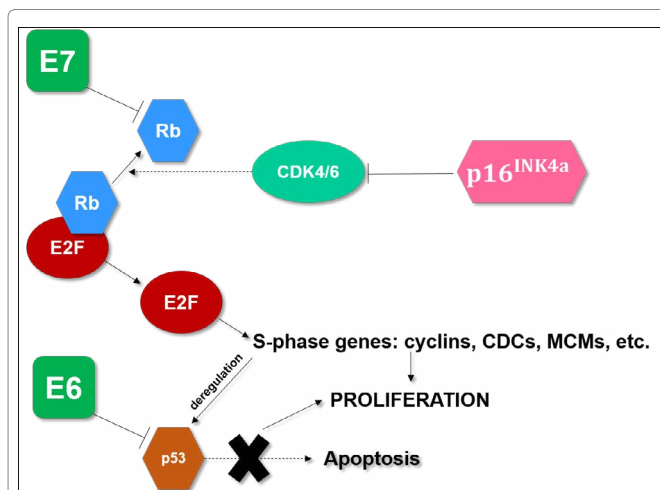 E7
Rb
CDK4/6
p16INK4a
Rb
E2F
E2F
S-phase genes: cyclins, CDCs, MCMs, etc.
deregulation
E6
PROLIFERATION
p53
Apoptosis